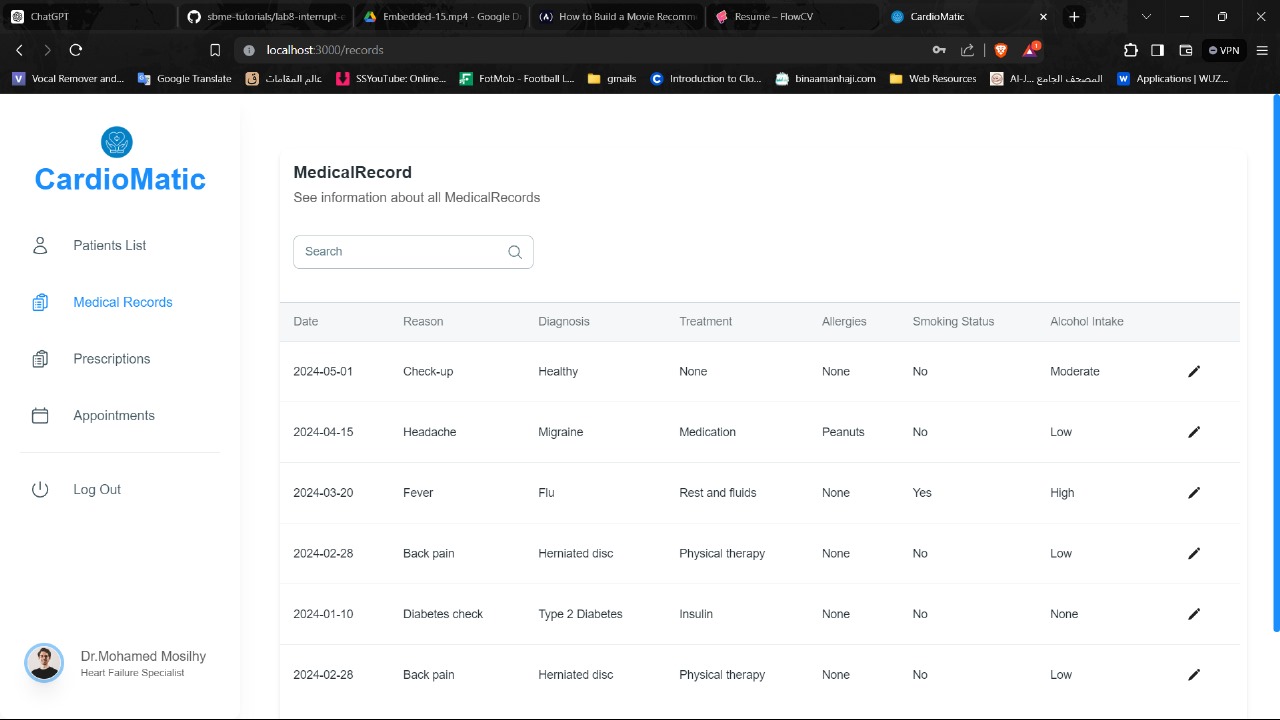 ChatGPT
sbme-tutorials/lab8-interrupt-e
Embedded-15.mp4 - Google D
How to Build a Movie Recomm
Resume – FlowCV
CardioMatic
localhost:3000/records
1
VPN
Vocal Remover and...
Google Translate
عالم المقامات
SSYouTube: Online...
FotMob - Football L...
gmails
Introduction to Clo...
binaamanhaji.com
Web Resources
Al-J... المصحف الجامع
Applications | WUZ...
CardioMatic
Patients List
Medical Records
Prescriptions
Appointments
Log Out
Dr.Mohamed Mosilhy
Heart Failure Specialist
MedicalRecord
See information about all MedicalRecords
Search
Date Reason Diagnosis Treatment Allergies Smoking Status Alcohol Intake
2024-05-01 Check-up Healthy None None No Moderate
2024-04-15 Headache Migraine Medication Peanuts No Low
2024-03-20 Fever Flu Rest and fluids None Yes High
2024-02-28 Back pain Herniated disc Physical therapy None No Low
2024-01-10 Diabetes check Type 2 Diabetes Insulin None No None
2024-02-28 Back pain Herniated disc Physical therapy None No Low